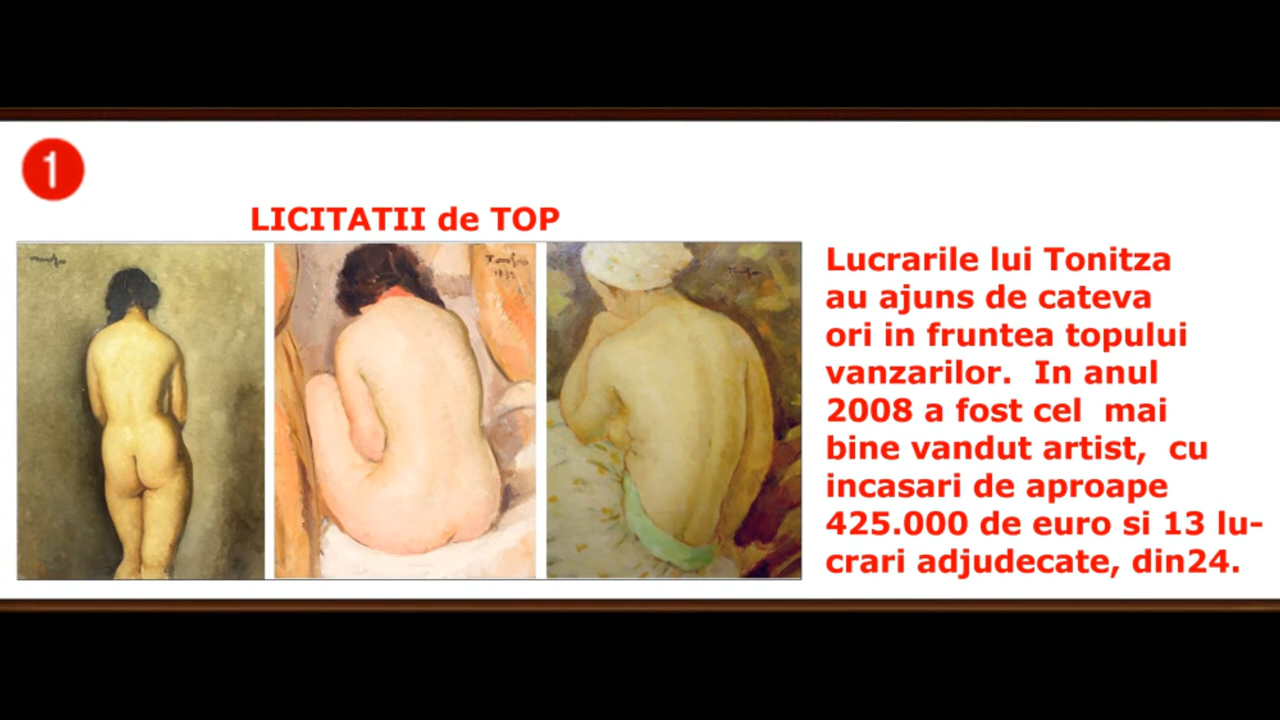 1
LICITATII de TOP
Tonitza
1933
Lucrarile lui Tonitza
au ajuns de cateva
ori in fruntea topului
vanzarilor. In anul
2008 a fost cel mai
bine vandut artist, cu
incasari de aproape
425.000 de euro si 13 lu-
crari adjudecate, din24.